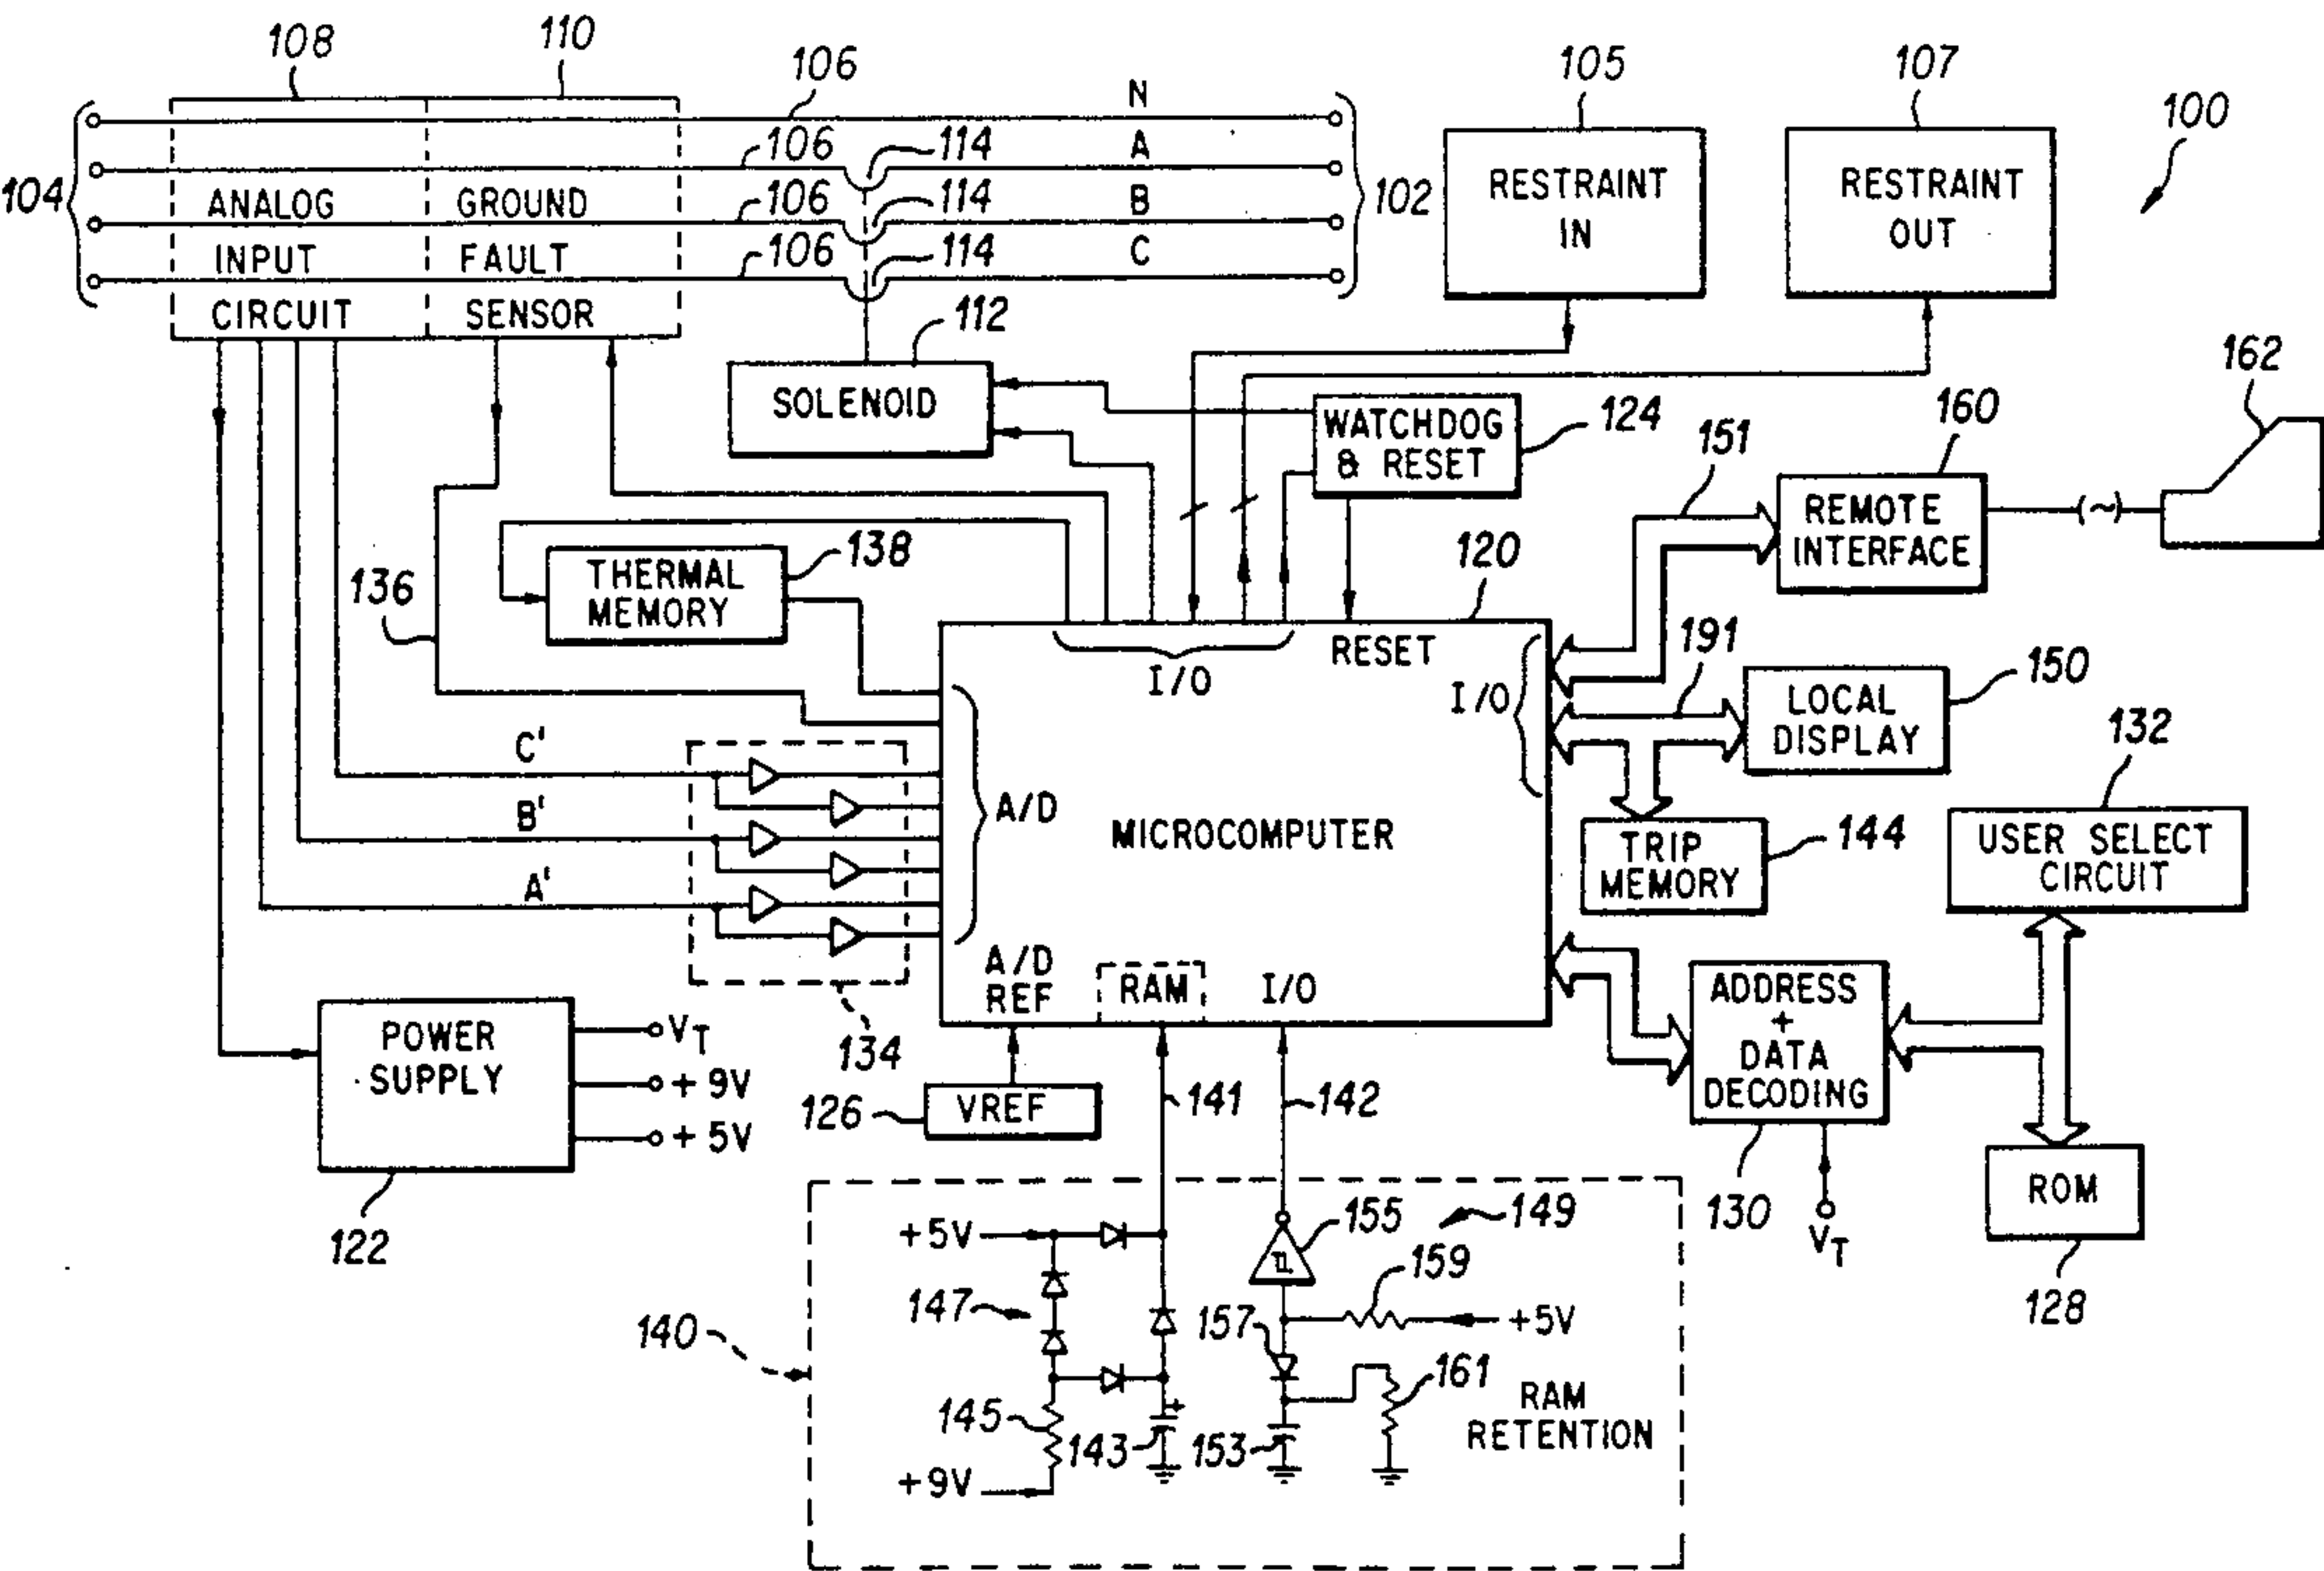 108
110
106
N
105
107
100
104
106
114
A
ANALOG
GROUND
106
114
B
102
RESTRAINT
IN
RESTRAINT
OUT
INPUT
FAULT
106
114
C
CIRCUIT
SENSOR
112
SOLENOID
WATCHDOG
& RESET
124
151
160
162
REMOTE
INTERFACE
(~)
136
THERMAL
MEMORY
138
120
I/O
RESET
I/O
191
LOCAL
DISPLAY
150
132
C'
B'
A'
A/D
MICROCOMPUTER
TRIP
MEMORY
144
USER SELECT
CIRCUIT
A/D
REF
RAM
I/O
134
ADDRESS
+
DATA
DECODING
130
VT
POWER
SUPPLY
VT
+ 9V
+ 5V
122
126
VREF
141
142
ROM
128
+5V
155
149
159
147
157
+5V
140
145
143
153
161
RAM
RETENTION
+9V